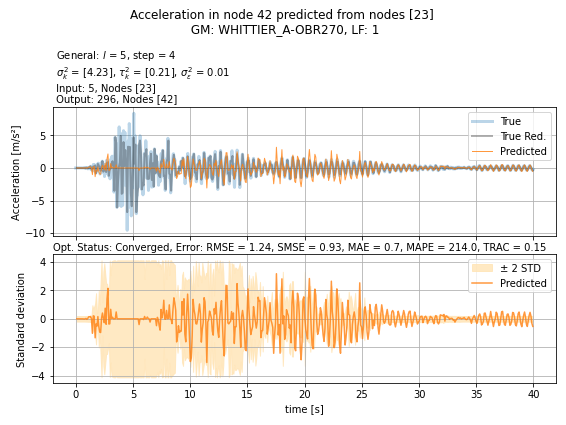 Acceleration in node 42 predicted from nodes [23]
GM: WHITTIER_A-OBR270, LF: 1
General: l = 5, step = 4
σ²ₖ = [4.23], τ²ₖ = [0.21], σ²ε = 0.01
Input: 5, Nodes [23]
Output: 296, Nodes [42]
True
True Red.
Predicted
Acceleration [m/s²]
5
0
−5
−10
Opt. Status: Converged, Error: RMSE = 1.24, SMSE = 0.93, MAE = 0.7, MAPE = 214.0, TRAC = 0.15
± 2 STD
Predicted
Standard deviation
4
2
0
−2
−4
0 5 10 15 20 25 30 35 40
time [s]